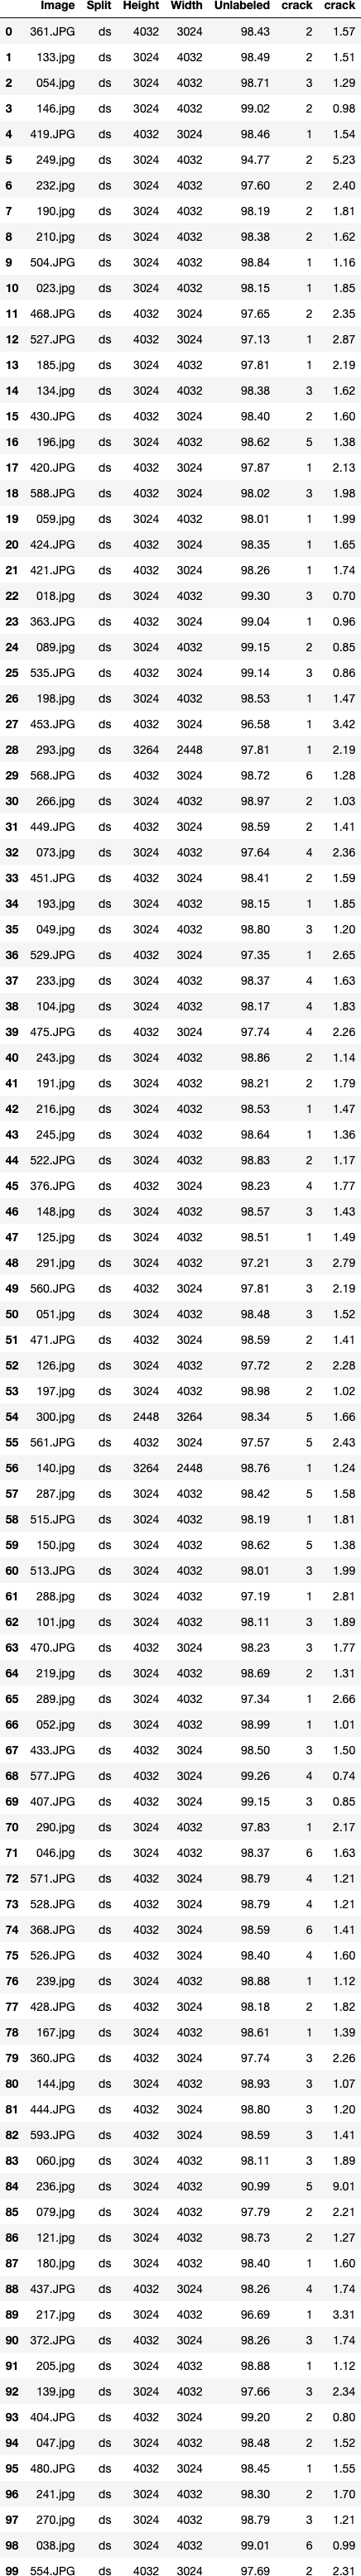 Image Split Height Width Unlabeled crack crack
0 361.JPG ds 4032 3024 98.43 2 1.57
1 133.jpg ds 3024 4032 98.49 2 1.51
2 054.jpg ds 3024 4032 98.71 3 1.29
3 146.jpg ds 3024 4032 99.02 2 0.98
4 419.JPG ds 4032 3024 98.46 1 1.54
5 249.jpg ds 3024 4032 94.77 2 5.23
6 232.jpg ds 3024 4032 97.60 2 2.40
7 190.jpg ds 3024 4032 98.19 2 1.81
8 210.jpg ds 3024 4032 98.38 2 1.62
9 504.JPG ds 4032 3024 98.84 1 1.16
10 023.jpg ds 3024 4032 98.15 1 1.85
11 468.JPG ds 4032 3024 97.65 2 2.35
12 527.JPG ds 4032 3024 97.13 1 2.87
13 185.jpg ds 3024 4032 97.81 1 2.19
14 134.jpg ds 3024 4032 98.38 3 1.62
15 430.JPG ds 4032 3024 98.40 2 1.60
16 196.jpg ds 3024 4032 98.62 5 1.38
17 420.JPG ds 4032 3024 97.87 1 2.13
18 588.JPG ds 4032 3024 98.02 3 1.98
19 059.jpg ds 3024 4032 98.01 1 1.99
20 424.JPG ds 4032 3024 98.35 1 1.65
21 421.JPG ds 4032 3024 98.26 1 1.74
22 018.jpg ds 3024 4032 99.30 3 0.70
23 363.JPG ds 4032 3024 99.04 1 0.96
24 089.jpg ds 3024 4032 99.15 2 0.85
25 535.JPG ds 4032 3024 99.14 3 0.86
26 198.jpg ds 3024 4032 98.53 1 1.47
27 453.JPG ds 4032 3024 96.58 1 3.42
28 293.jpg ds 3264 2448 97.81 1 2.19
29 568.JPG ds 4032 3024 98.72 6 1.28
30 266.jpg ds 3024 4032 98.97 2 1.03
31 449.JPG ds 4032 3024 98.59 2 1.41
32 073.jpg ds 3024 4032 97.64 4 2.36
33 451.JPG ds 4032 3024 98.41 2 1.59
34 193.jpg ds 3024 4032 98.15 1 1.85
35 049.jpg ds 3024 4032 98.80 3 1.20
36 529.JPG ds 4032 3024 97.35 1 2.65
37 233.jpg ds 3024 4032 98.37 4 1.63
38 104.jpg ds 3024 4032 98.17 4 1.83
39 475.JPG ds 4032 3024 97.74 4 2.26
40 243.jpg ds 3024 4032 98.86 2 1.14
41 191.jpg ds 3024 4032 98.21 2 1.79
42 216.jpg ds 3024 4032 98.53 1 1.47
43 245.jpg ds 3024 4032 98.64 1 1.36
44 522.JPG ds 4032 3024 98.83 2 1.17
45 376.JPG ds 4032 3024 98.23 4 1.77
46 148.jpg ds 3024 4032 98.57 3 1.43
47 125.jpg ds 3024 4032 98.51 1 1.49
48 291.jpg ds 3024 4032 97.21 3 2.79
49 560.JPG ds 4032 3024 97.81 3 2.19
50 051.jpg ds 3024 4032 98.48 3 1.52
51 471.JPG ds 4032 3024 98.59 2 1.41
52 126.jpg ds 3024 4032 97.72 2 2.28
53 197.jpg ds 3024 4032 98.98 2 1.02
54 300.jpg ds 2448 3264 98.34 5 1.66
55 561.JPG ds 4032 3024 97.57 5 2.43
56 140.jpg ds 3264 2448 98.76 1 1.24
57 287.jpg ds 3024 4032 98.42 5 1.58
58 515.JPG ds 4032 3024 98.19 1 1.81
59 150.jpg ds 3024 4032 98.62 5 1.38
60 513.JPG ds 4032 3024 98.01 3 1.99
61 288.jpg ds 3024 4032 97.19 1 2.81
62 101.jpg ds 3024 4032 98.11 3 1.89
63 470.JPG ds 4032 3024 98.23 3 1.77
64 219.jpg ds 3024 4032 98.69 2 1.31
65 289.jpg ds 3024 4032 97.34 1 2.66
66 052.jpg ds 3024 4032 98.99 1 1.01
67 433.JPG ds 4032 3024 98.50 3 1.50
68 577.JPG ds 4032 3024 99.26 4 0.74
69 407.JPG ds 4032 3024 99.15 3 0.85
70 290.jpg ds 3024 4032 97.83 1 2.17
71 046.jpg ds 3024 4032 98.37 6 1.63
72 571.JPG ds 4032 3024 98.79 4 1.21
73 528.JPG ds 4032 3024 98.79 4 1.21
74 368.JPG ds 4032 3024 98.59 6 1.41
75 526.JPG ds 4032 3024 98.40 4 1.60
76 239.jpg ds 3024 4032 98.88 1 1.12
77 428.JPG ds 4032 3024 98.18 2 1.82
78 167.jpg ds 3024 4032 98.61 1 1.39
79 360.JPG ds 4032 3024 97.74 3 2.26
80 144.jpg ds 3024 4032 98.93 3 1.07
81 444.JPG ds 4032 3024 98.80 3 1.20
82 593.JPG ds 4032 3024 98.59 3 1.41
83 060.jpg ds 3024 4032 98.11 3 1.89
84 236.jpg ds 3024 4032 90.99 5 9.01
85 079.jpg ds 3024 4032 97.79 2 2.21
86 121.jpg ds 3024 4032 98.73 2 1.27
87 180.jpg ds 3024 4032 98.40 1 1.60
88 437.JPG ds 4032 3024 98.26 4 1.74
89 217.jpg ds 3024 4032 96.69 1 3.31
90 372.JPG ds 4032 3024 98.26 3 1.74
91 205.jpg ds 3024 4032 98.88 1 1.12
92 139.jpg ds 3024 4032 97.66 3 2.34
93 404.JPG ds 4032 3024 99.20 2 0.80
94 047.jpg ds 3024 4032 98.48 2 1.52
95 480.JPG ds 4032 3024 98.45 1 1.55
96 241.jpg ds 3024 4032 98.30 2 1.70
97 270.jpg ds 3024 4032 98.79 3 1.21
98 038.jpg ds 3024 4032 99.01 6 0.99
99 554.JPG ds 4032 3024 97.69 2 2.31